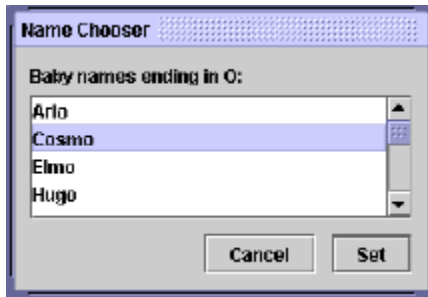 Name Chooser
Baby names ending in O:
Arlo
Cosmo
Elmo
Hugo
Cancel Set